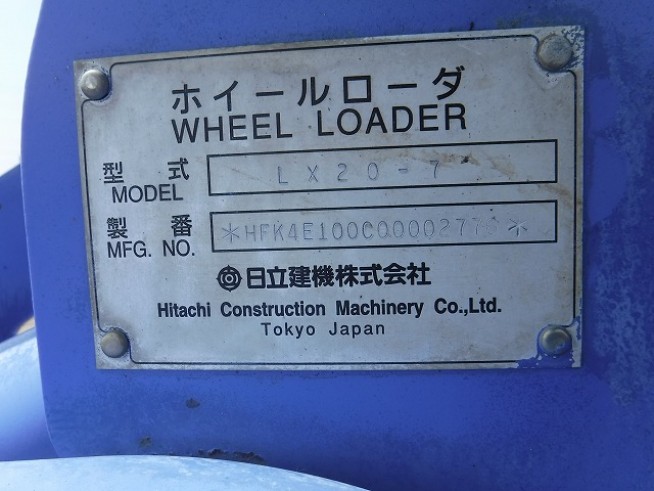 ホイールローダ
WHEEL LOADER
型式 LX20-7
MODEL
製番
MFG. NO.
日立建機株式会社
Hitachi Construction Machinery Co.,Ltd.
Tokyo Japan